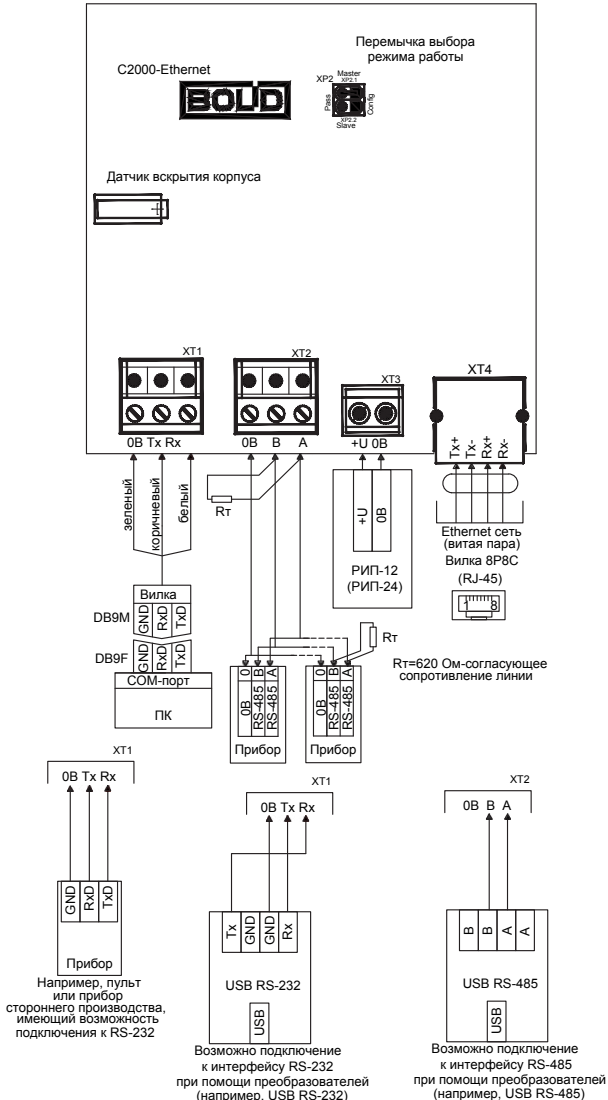 Перемычка выбора
режима работы
C2000-Ethernet
BOLID
XP2
Master
XP2.1
Pass
Config
XP2.2
Slave
Датчик вскрытия корпуса
XT1
XT2
XT3
XT4
0В Tx Rx
0В В А
+U 0В
Tx+
Tx-
Rx+
Rx-
зеленый
коричневый
белый
Rт
+U
0В
РИП-12
(РИП-24)
Ethernet сеть
(витая пара)
Вилка 8P8C
(RJ-45)
1 8
Вилка
DB9M
GND
RxD
TxD
DB9F
GND
RxD
TxD
COM-порт
ПК
Rт
Rт=620 Ом-согласующее
сопротивление линии
0 В А
0В
RS-485
RS-485
Прибор
0 В А
0В
RS-485
RS-485
Прибор
XT1
0В Tx Rx
GND
RxD
TxD
Прибор
Например, пульт
или прибор
стороннего производства,
имеющий возможность
подключения к RS-232
XT1
0В Tx Rx
Tx
GND
GND
Rx
USB RS-232
USB
Возможно подключение
к интерфейсу RS-232
при помощи преобразователей
(например, USB RS-232)
XT2
0В В А
В
В
А
А
USB RS-485
USB
Возможно подключение
к интерфейсу RS-485
при помощи преобразователей
(например, USB RS-485)